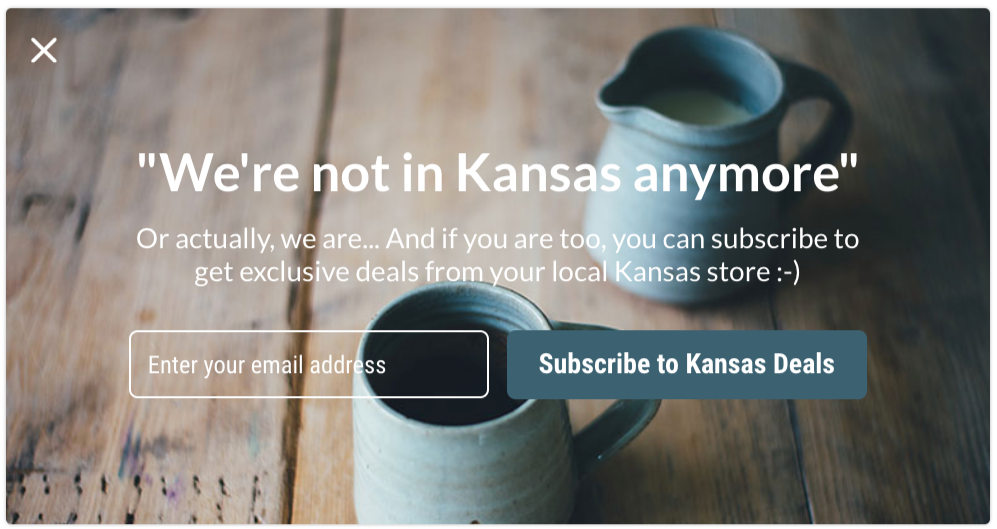 "We're not in Kansas anymore"
Or actually, we are... And if you are too, you can subscribe to
get exclusive deals from your local Kansas store :-)
Enter your email address
Subscribe to Kansas Deals